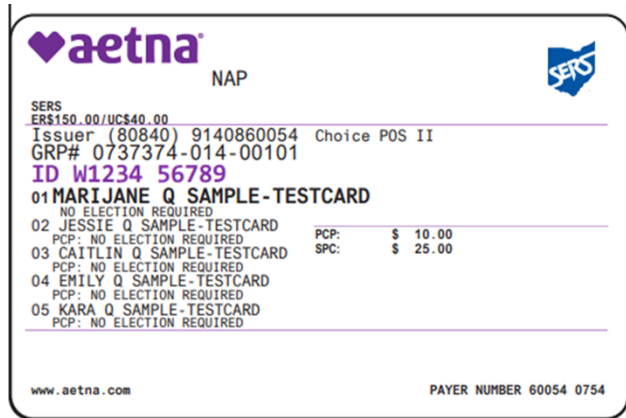 aetna
SERS
NAP
SERS
ER$150.00/UC$40.00
Issuer (80840) 9140860054 Choice POS II
GRP# 0737374-014-00101
ID W1234 56789
01 MARIJANE Q SAMPLE-TESTCARD
NO ELECTION REQUIRED
02 JESSIE Q SAMPLE-TESTCARD
PCP: NO ELECTION REQUIRED
PCP: $ 10.00
03 CAITLIN Q SAMPLE-TESTCARD
SPC: $ 25.00
PCP: NO ELECTION REQUIRED
04 EMILY Q SAMPLE-TESTCARD
PCP: NO ELECTION REQUIRED
05 KARA Q SAMPLE-TESTCARD
PCP: NO ELECTION REQUIRED
www.aetna.com PAYER NUMBER 60054 0754